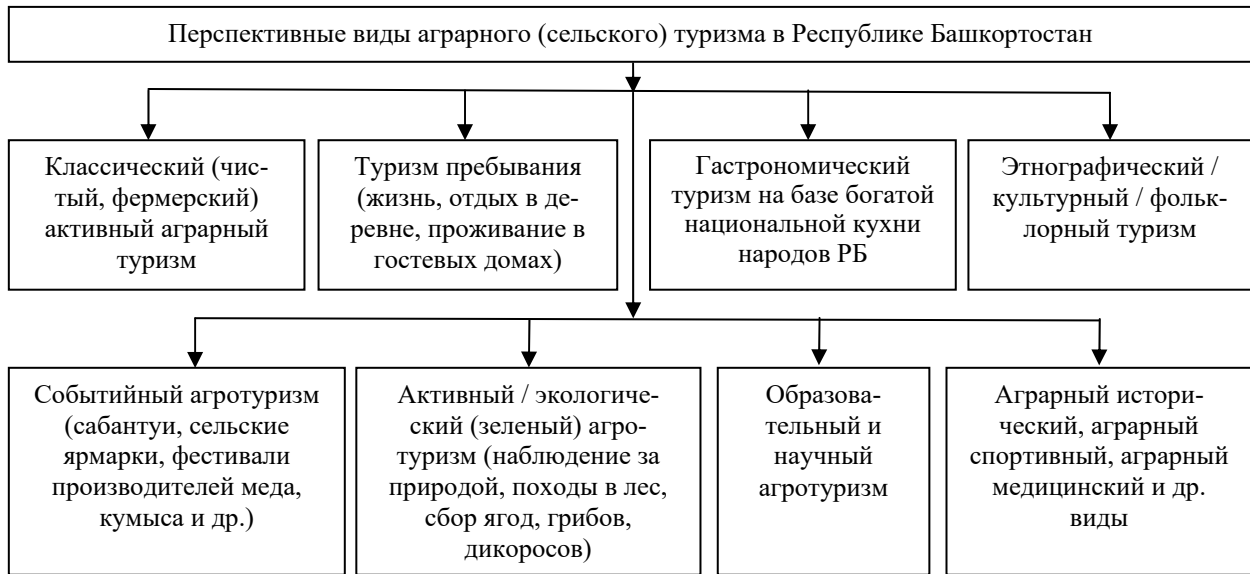 Перспективные виды аграрного (сельского) туризма в Республике Башкортостан
Классический (чис-
тый, фермерский)
активный аграрный
туризм
Туризм пребывания
(жизнь, отдых в де-
ревне, проживание в
гостевых домах)
Гастрономический
туризм на базе богатой
национальной кухни
народов РБ
Этнографический /
культурный / фольк-
лорный туризм
Событийный агротуризм
(сабантуи, сельские
ярмарки, фестивали
производителей меда,
кумыса и др.)
Активный / экологиче-
ский (зеленый) агро-
туризм (наблюдение за
природой, походы в лес,
сбор ягод, грибов,
дикоросов)
Образова-
тельный и
научный
агротуризм
Аграрный истори-
ческий, аграрный
спортивный, аграрный
медицинский и др.
виды